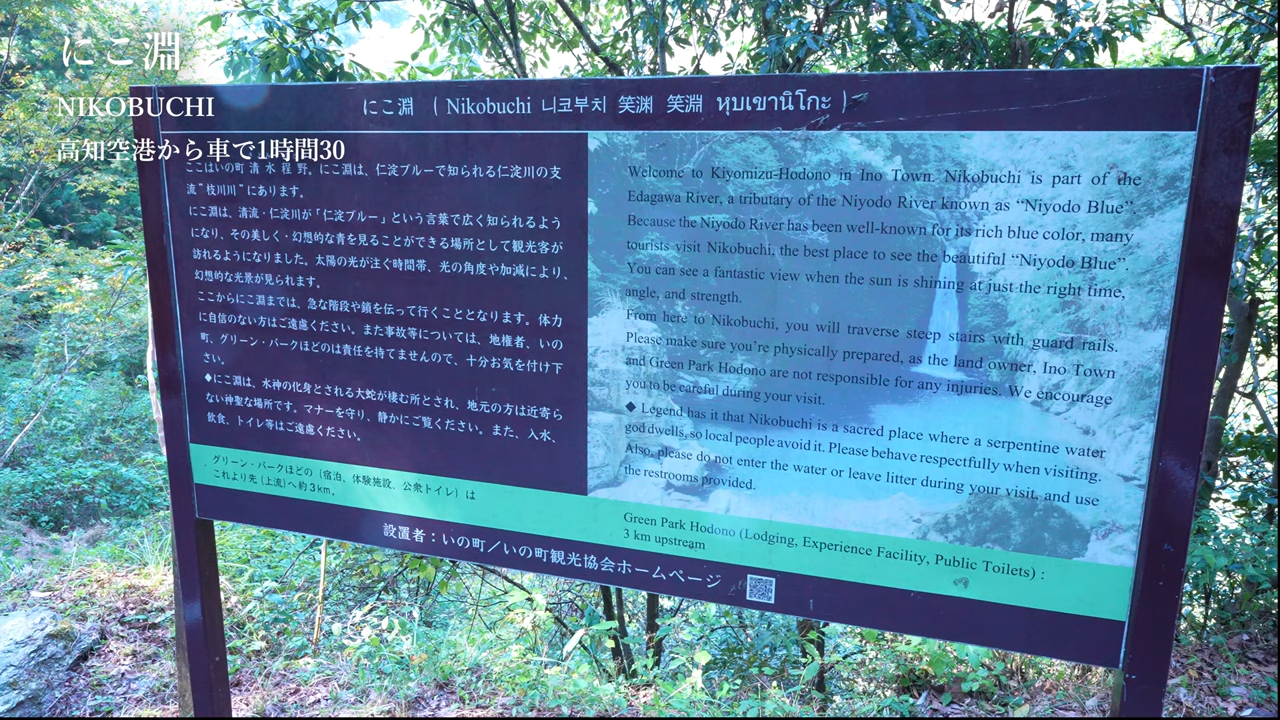 にこ淵
NIKOBUCHI
高知空港から車で1時間30
にこ淵 ( Nikobuchi 니코부치 笑渊 笑淵 หุบเขานิโกะ )
ここはいの町 清 水 程 野。にこ淵は、仁淀ブルーで知られる仁淀川の支
流"枝川川"にあります。
にこ淵は、清流・仁淀川が「仁淀ブルー」という言葉で広く知られるよう
になり、その美しく・幻想的な青を見ることができる場所として観光客が
訪れるようになりました。太陽の光が注ぐ時間帯、光の角度や加減により、
幻想的な光景が見られます。
ここからにこ淵までは、急な階段や鎖を伝って行くこととなります。体力
に自信のない方はご遠慮ください。また事故等については、地権者、いの
町、グリーン・パークほどのは責任を持てませんので、十分お気を付け下
さい。
◆にこ淵は、水神の化身とされる大蛇が棲む所とされ、地元の方は近寄ら
ない神聖な場所です。マナーを守り、静かにご覧ください。また、入水、
飲食、トイレ等はご遠慮ください。
Welcome to Kiyomizu-Hodono in Ino Town. Nikobuchi is part of the
Edagawa River, a tributary of the Niyodo River known as “Niyodo Blue”.
Because the Niyodo River has been well-known for its rich blue color, many
tourists visit Nikobuchi, the best place to see the beautiful “Niyodo Blue”.
You can see a fantastic view when the sun is shining at just the right time,
angle, and strength.
From here to Nikobuchi, you will traverse steep stairs with guard rails.
Please make sure you're physically prepared, as the land owner, Ino Town
and Green Park Hodono are not responsible for any injuries. We encourage
you to be careful during your visit.
◆ Legend has it that Nikobuchi is a sacred place where a serpentine water
god dwells, so local people avoid it. Please behave respectfully when visiting.
Also, please do not enter the water or leave litter during your visit, and use
the restrooms provided.
グリーン・パークほどの (宿泊、体験施設、公衆トイレ) は
これより先 (上流) へ約3km。
Green Park Hodono (Lodging, Experience Facility, Public Toilets) :
3 km upstream
設置者:いの町/いの町観光協会ホームページ